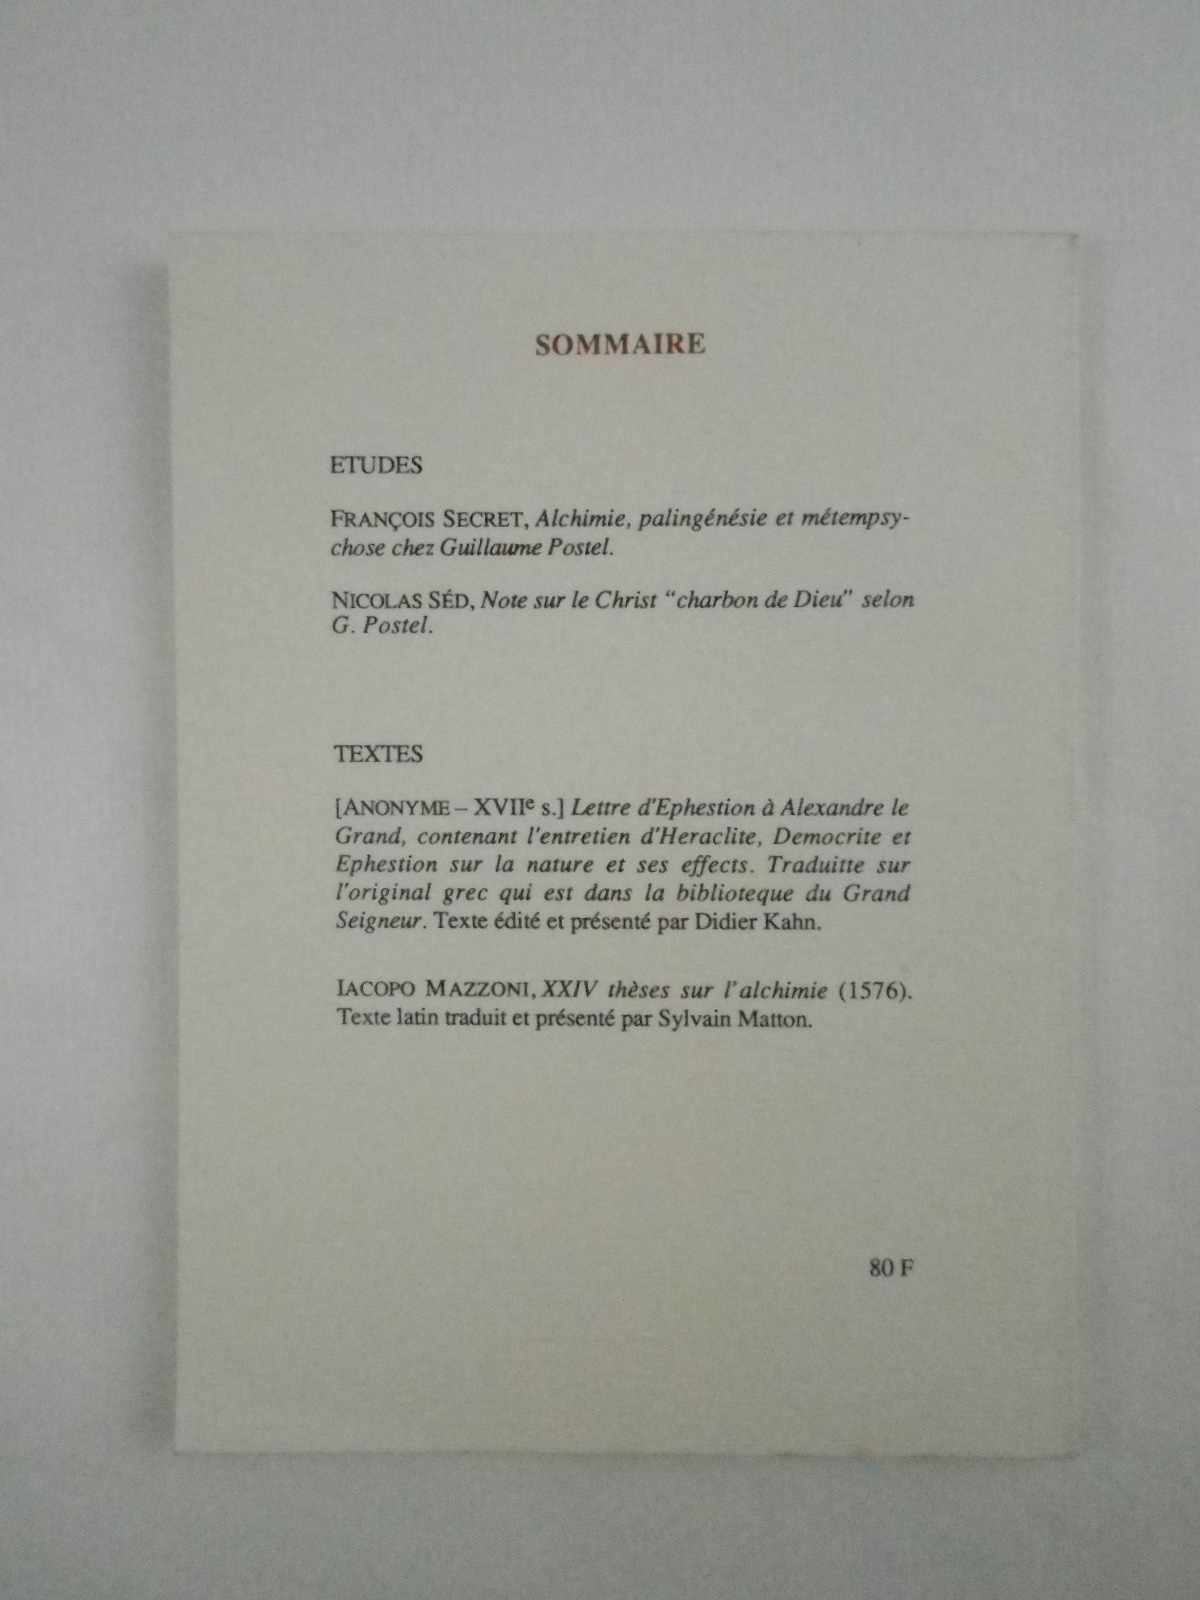 SOMMAIRE
ETUDES
FRANÇOIS SECRET, Alchimie, palingénésie et métempsy-
chose chez Guillaume Postel.
NICOLAS SÉD, Note sur le Christ "charbon de Dieu" selon
G. Postel.
TEXTES
[ANONYME – XVIIe s.] Lettre d'Ephestion à Alexandre le
Grand, contenant l'entretien d'Heraclite, Democrite et
Ephestion sur la nature et ses effects. Traduitte sur
l'original grec qui est dans la biblioteque du Grand
Seigneur. Texte édité et présenté par Didier Kahn.
IACOPO MAZZONI, XXIV thèses sur l'alchimie (1576).
Texte latin traduit et présenté par Sylvain Matton.
80 F